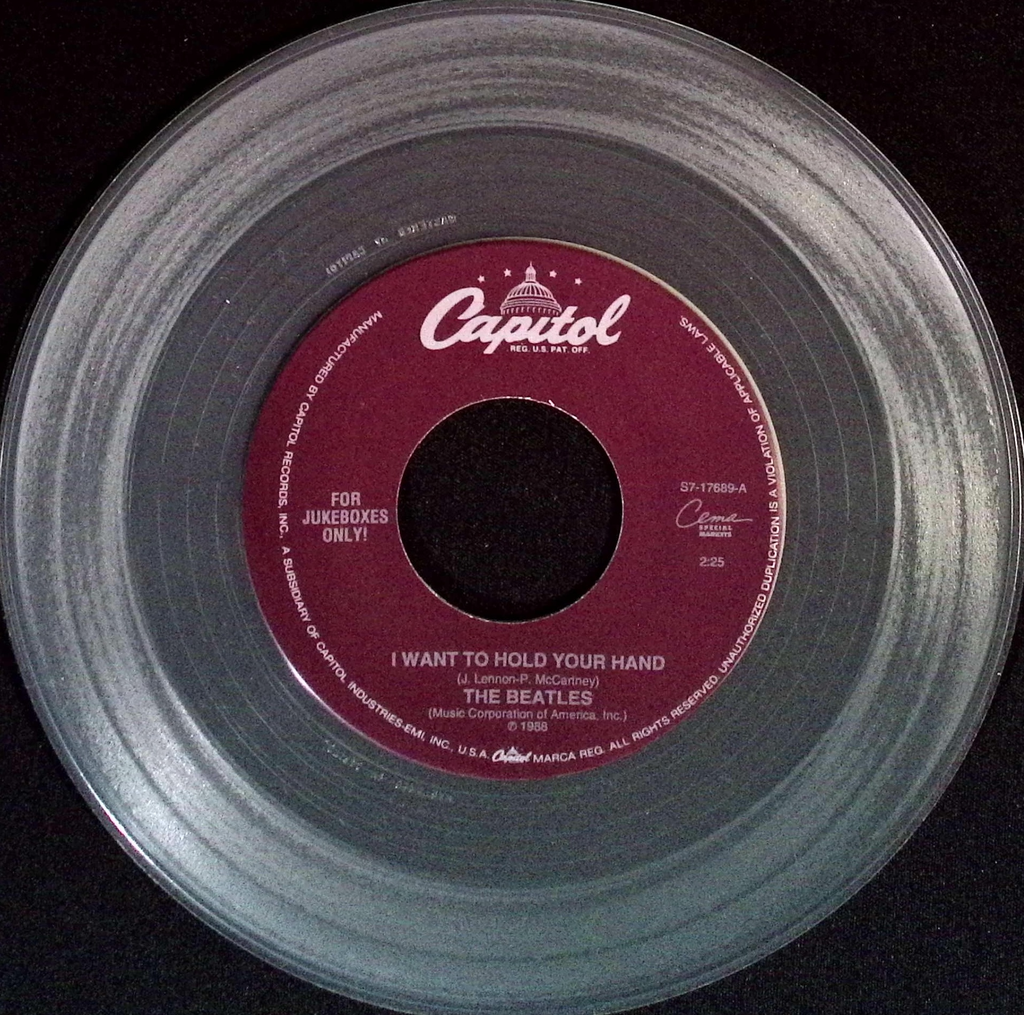 Capitol
REG. U.S. PAT. OFF.
FOR
JUKEBOXES
ONLY!
S7-17689-A
Cema
SPECIAL
MARKETS
2:25
I WANT TO HOLD YOUR HAND
(J. Lennon-P. McCartney)
THE BEATLES
(Music Corporation of America, Inc.)
℗ 1988
MANUFACTURED BY CAPITOL RECORDS, INC., A SUBSIDIARY OF CAPITOL INDUSTRIES-EMI, INC., U.S.A. Capitol MARCA REG. ALL RIGHTS RESERVED. UNAUTHORIZED DUPLICATION IS A VIOLATION OF APPLICABLE LAWS.